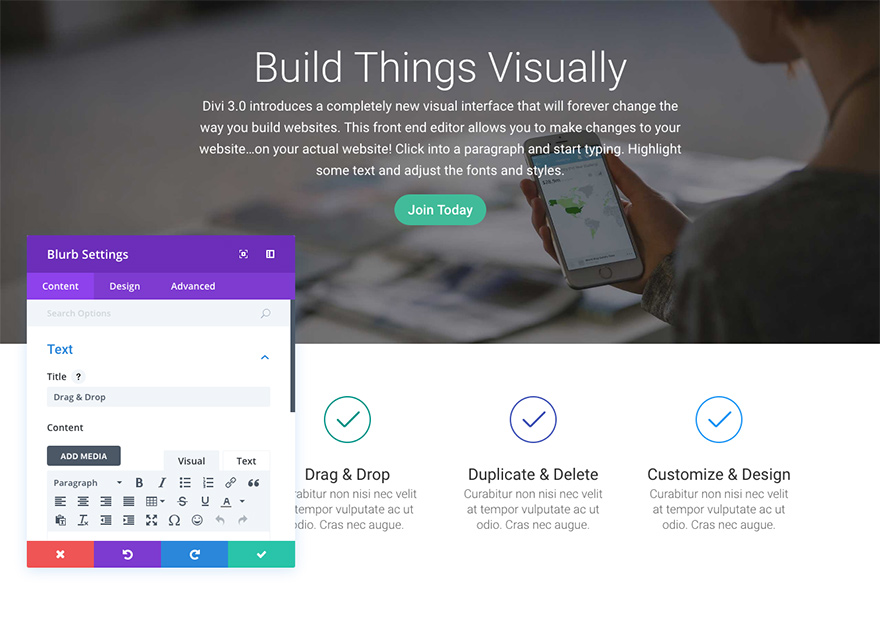 Build Things Visually
Divi 3.0 introduces a completely new visual interface that will forever change the
way you build websites. This front end editor allows you to make changes to your
website...on your actual website! Click into a paragraph and start typing. Highlight
some text and adjust the fonts and styles.
Join Today
Blurb Settings
Content Design Advanced
Search Options
Text
Title ?
Drag & Drop
Content
ADD MEDIA
Visual Text
Paragraph
Drag & Drop
nisi nec velit
tempor vulputate ac ut
odio. Cras nec augue.
Duplicate & Delete
Curabitur non nisi nec velit
at tempor vulputate ac ut
odio. Cras nec augue.
Customize & Design
Curabitur non nisi nec velit
at tempor vulputate ac ut
odio. Cras nec augue.